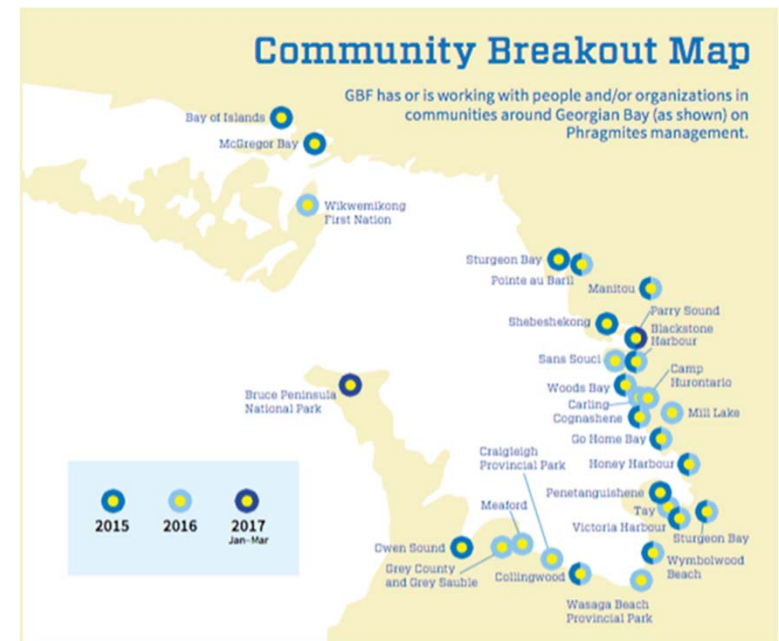 Community Breakout Map
GBF has or is working with people and/or organizations in
communities around Georgian Bay (as shown) on
Phragmites management.
Bay of Islands
McGregor Bay
Wikwemikong
First Nation
Sturgeon Bay
Pointe au Baril
Manitou
Parry Sound
Shebeshekong
Blackstone
Harbour
Sans Souci
Camp
Hurontario
Woods Bay
Carling
Mill Lake
Cognashene
Go Home Bay
Honey Harbour
Bruce Peninsula
National Park
Craigleigh
Provincial Park
Penetanguishene
Tay
Victoria Harbour
Sturgeon Bay
Meaford
Owen Sound
Grey County
and Grey Sauble
Collingwood
Wymbolwood
Beach
Wasaga Beach
Provincial Park
2015
2016
2017
Jan-Mar